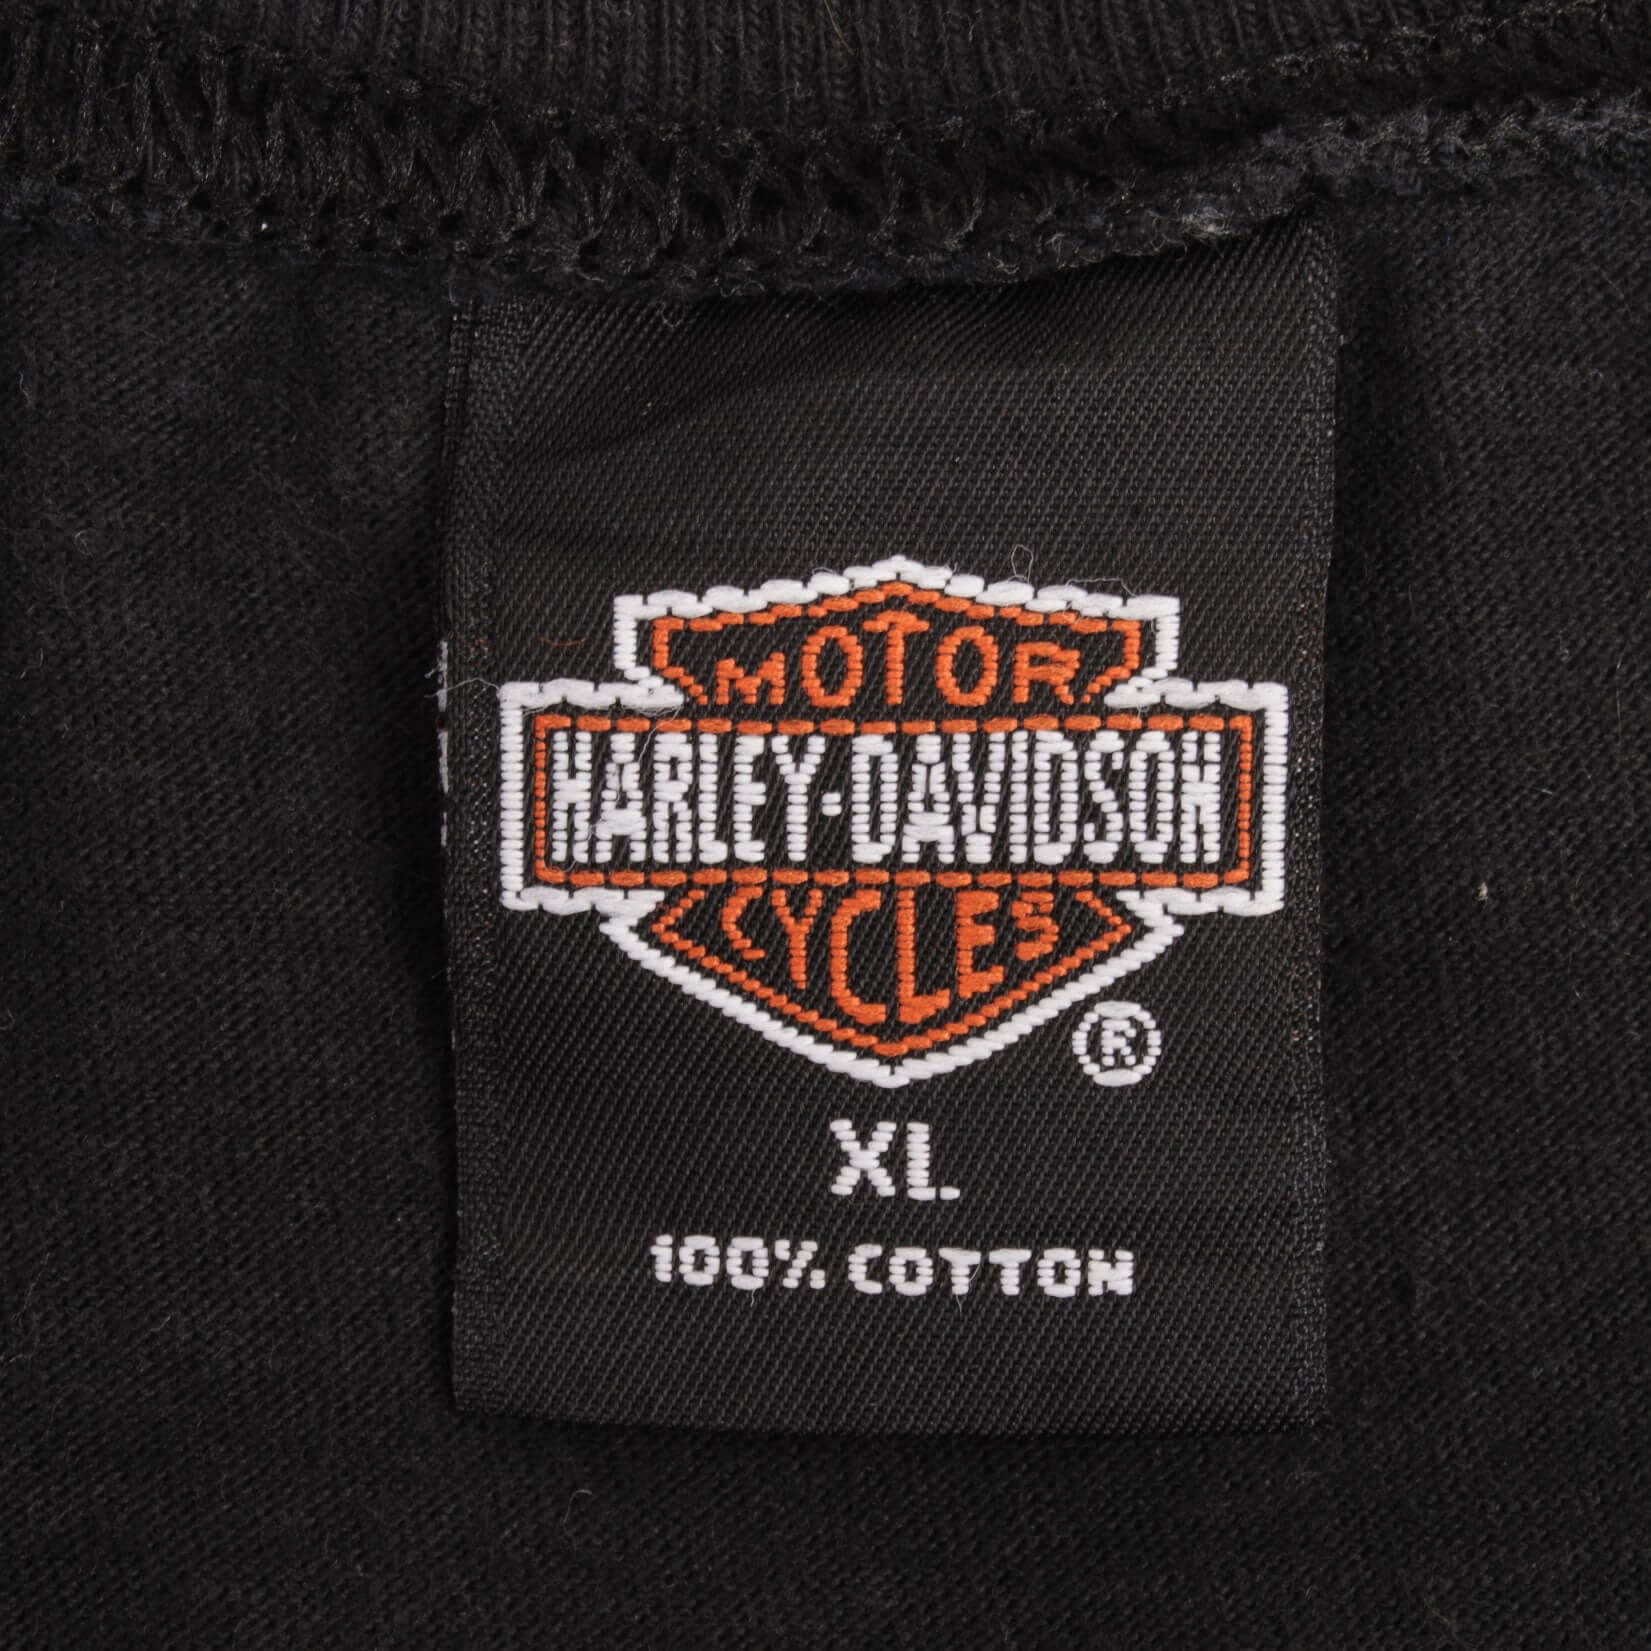 MOTOR
HARLEY-DAVIDSON
CYCLES
®
XL
100% COTTON